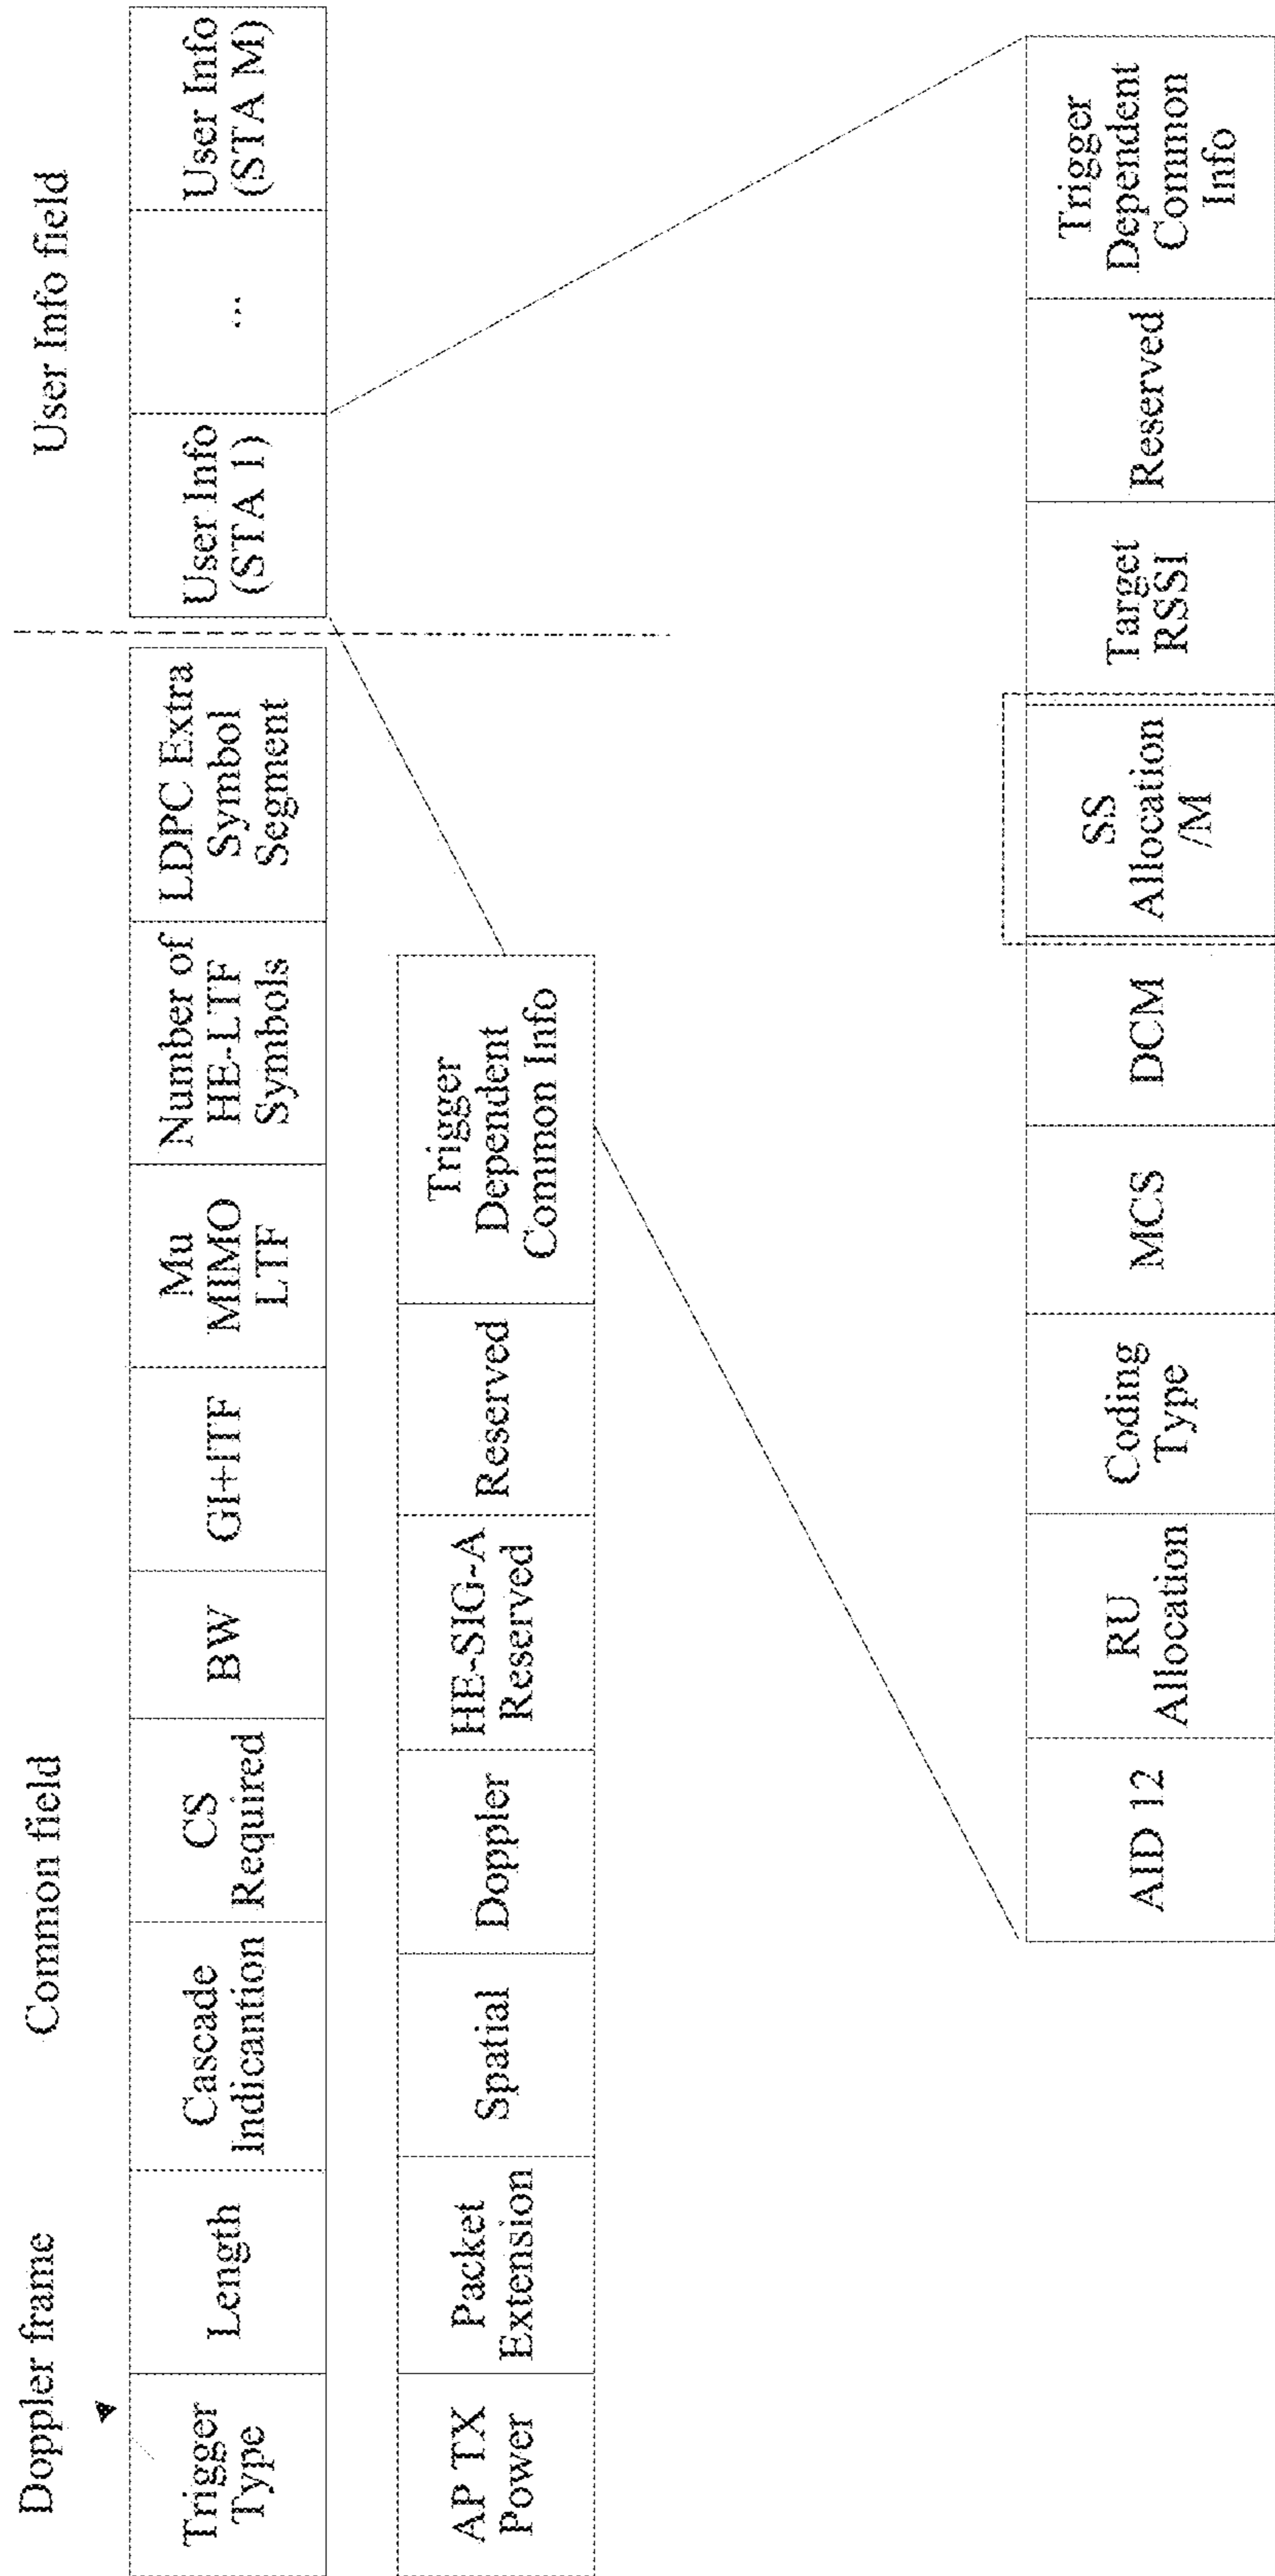 Doppler frame
Common field
User Info field
Trigger
Type
Length
Cascade
Indicantion
CS
Required
BW
GI+ITF
Mu
MIMO
LTF
Number of
HE-LTF
Symbols
LDPC Extra
Symbol
Segment
User Info
(STA 1)
...
User Info
(STA M)
AP TX
Power
Packet
Extension
Spatial
Doppler
HE-SIG-A
Reserved
Reserved
Trigger
Dependent
Common Info
AID 12
RU
Allocation
Coding
Type
MCS
DCM
SS
Allocation
/M
Target
RSSI
Reserved
Trigger
Dependent
Common
Info